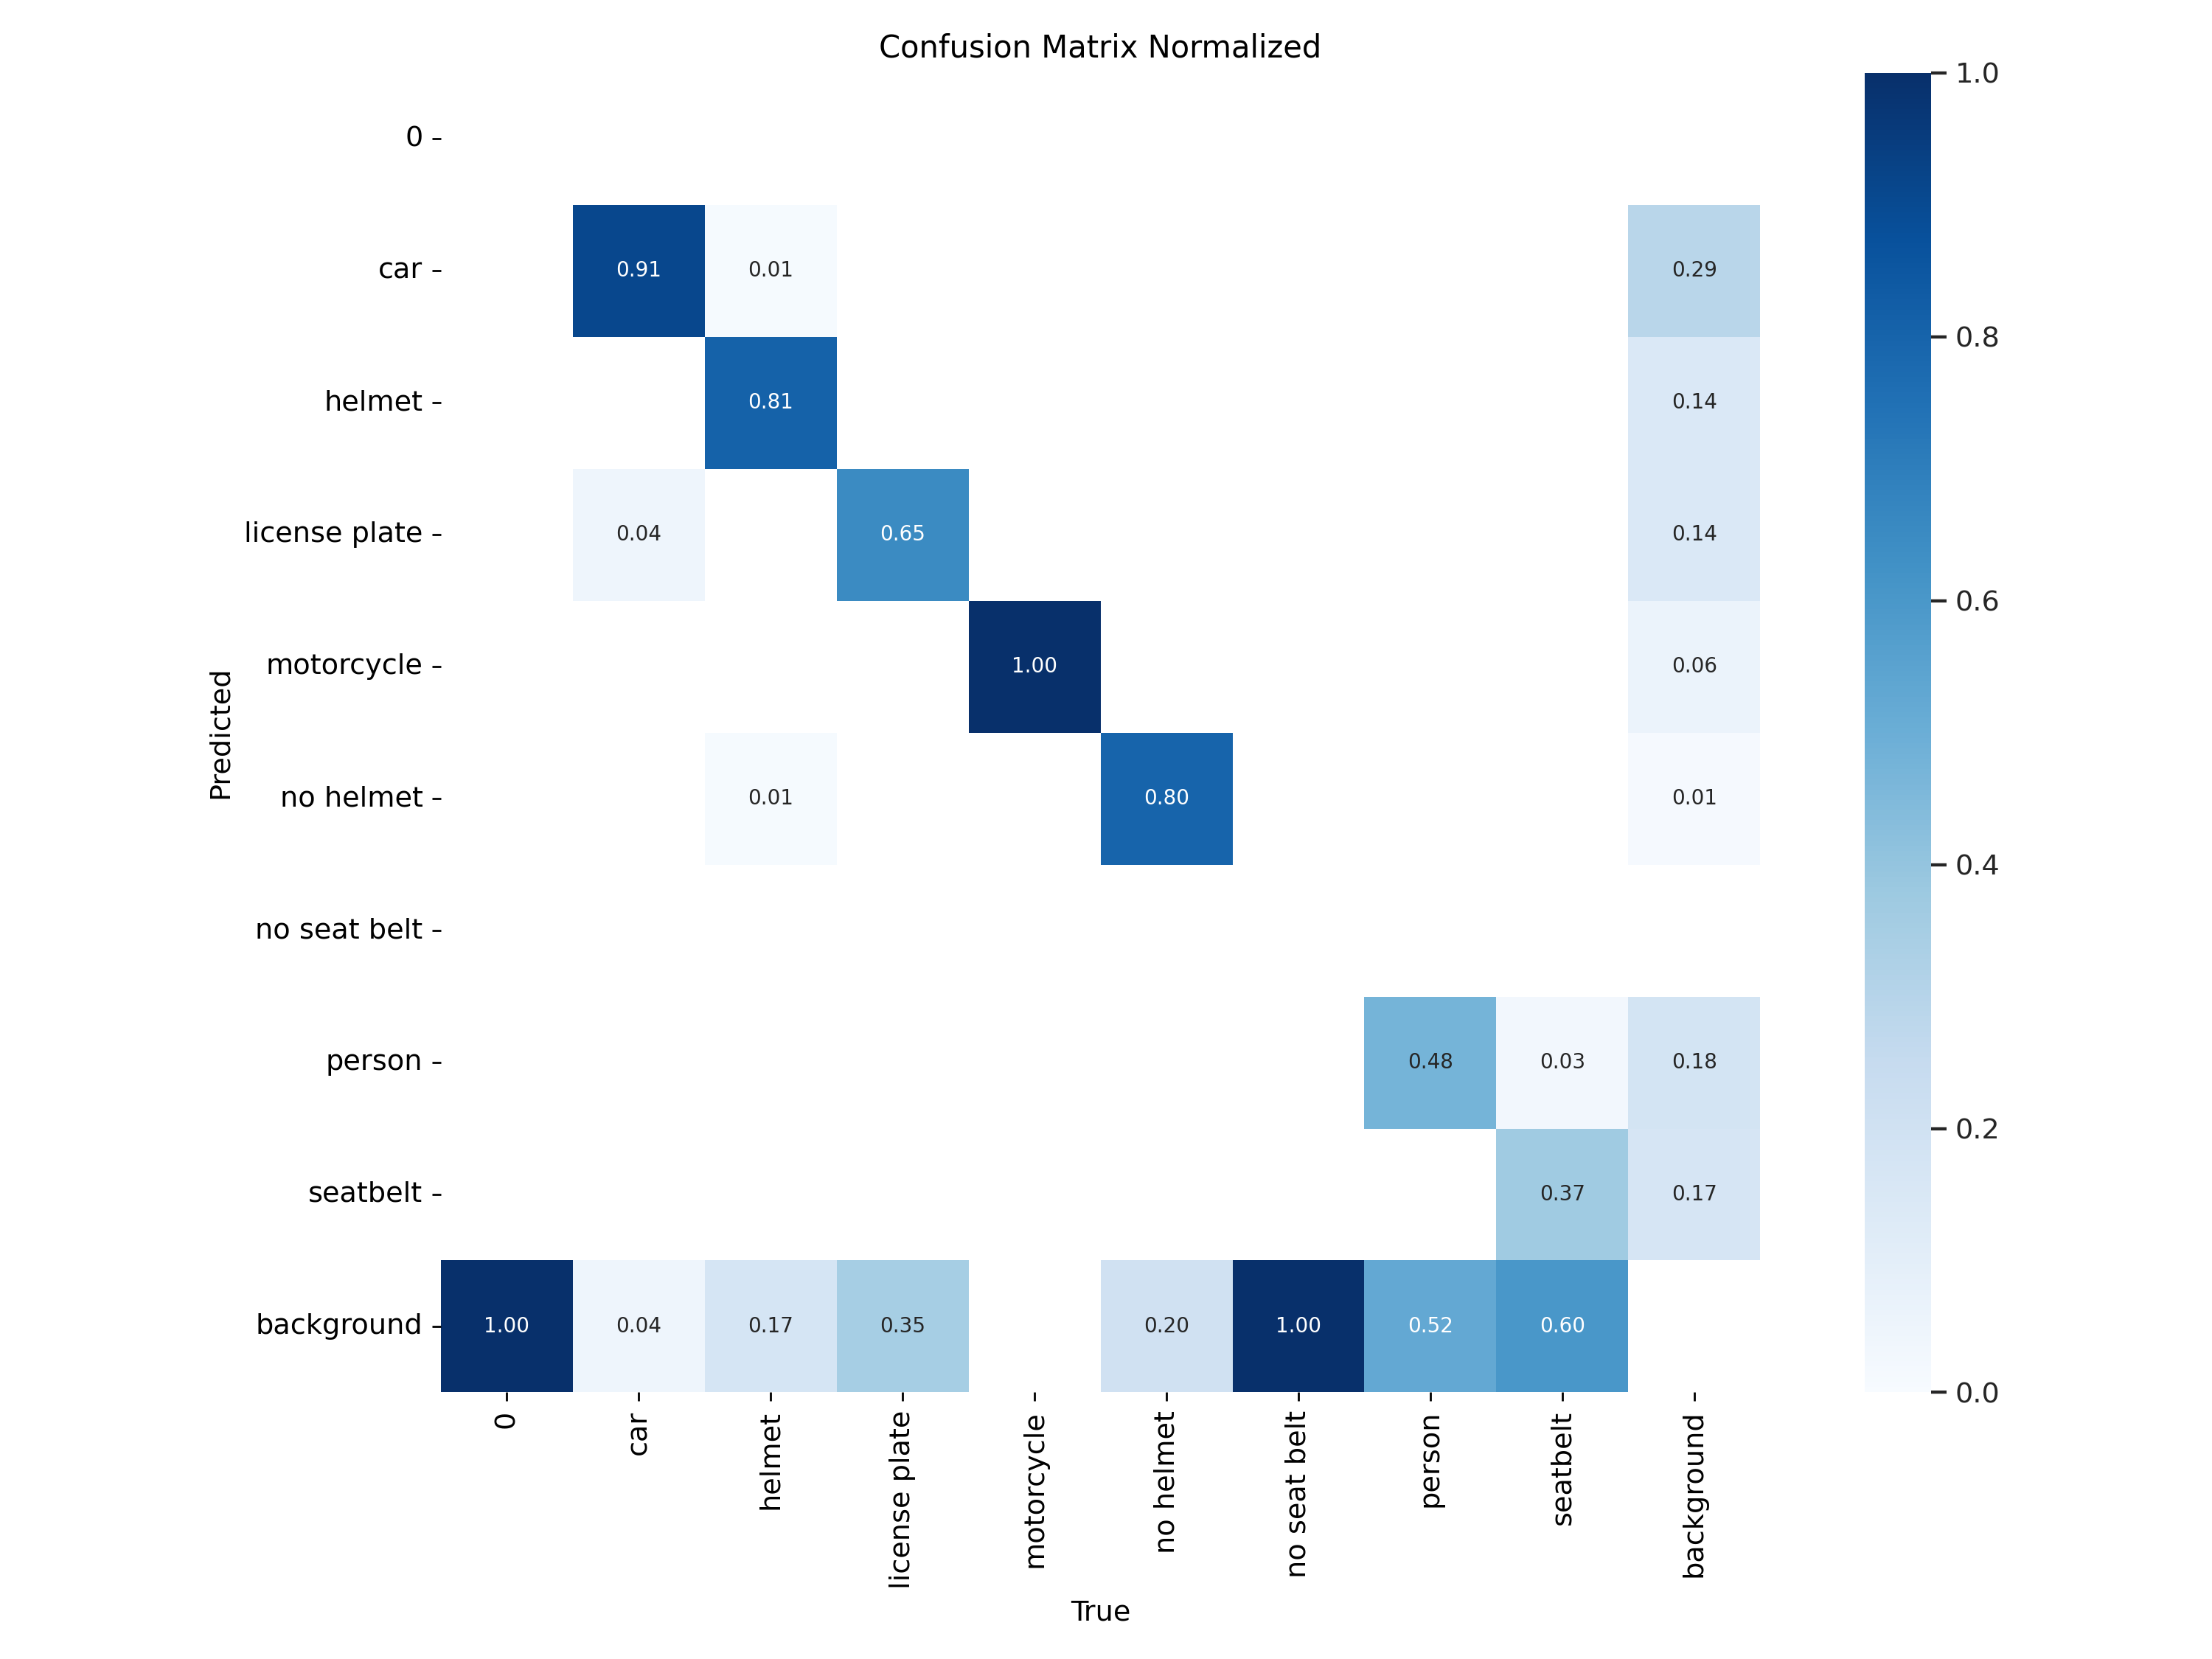 Confusion Matrix Normalized
0
car
0.91 0.01 0.29
helmet
0.81 0.14
license plate
0.04 0.65 0.14
motorcycle
1.00 0.06
no helmet
0.01 0.80 0.01
no seat belt
person
0.48 0.03 0.18
seatbelt
0.37 0.17
background
1.00 0.04 0.17 0.35 0.20 1.00 0.52 0.60
Predicted
0
car
helmet
license plate
motorcycle
no helmet
no seat belt
person
seatbelt
background
True
1.0
0.8
0.6
0.4
0.2
0.0